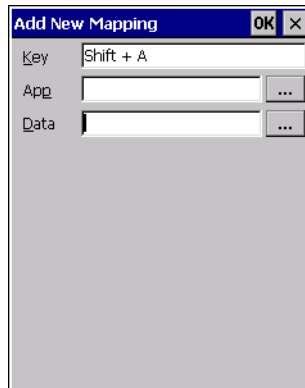 Add New Mapping OK ×
Key Shift + A
App ...
Data ...